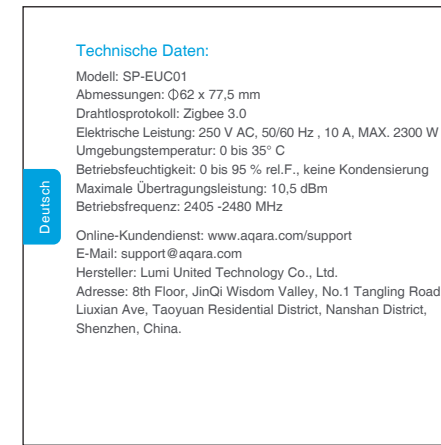 Technische Daten:
Modell: SP-EUC01
Abmessungen: Φ62 x 77,5 mm
Drahtlosprotokoll: Zigbee 3.0
Elektrische Leistung: 250 V AC, 50/60 Hz , 10 A, MAX. 2300 W
Umgebungstemperatur: 0 bis 35° C
Betriebsfeuchtigkeit: 0 bis 95 % rel.F., keine Kondensierung
Maximale Übertragungsleistung: 10,5 dBm
Betriebsfrequenz: 2405 -2480 MHz
Deutsch
Online-Kundendienst: www.aqara.com/support
E-Mail: support@aqara.com
Hersteller: Lumi United Technology Co., Ltd.
Adresse: 8th Floor, JinQi Wisdom Valley, No.1 Tangling Road
Liuxian Ave, Taoyuan Residential District, Nanshan District,
Shenzhen, China.